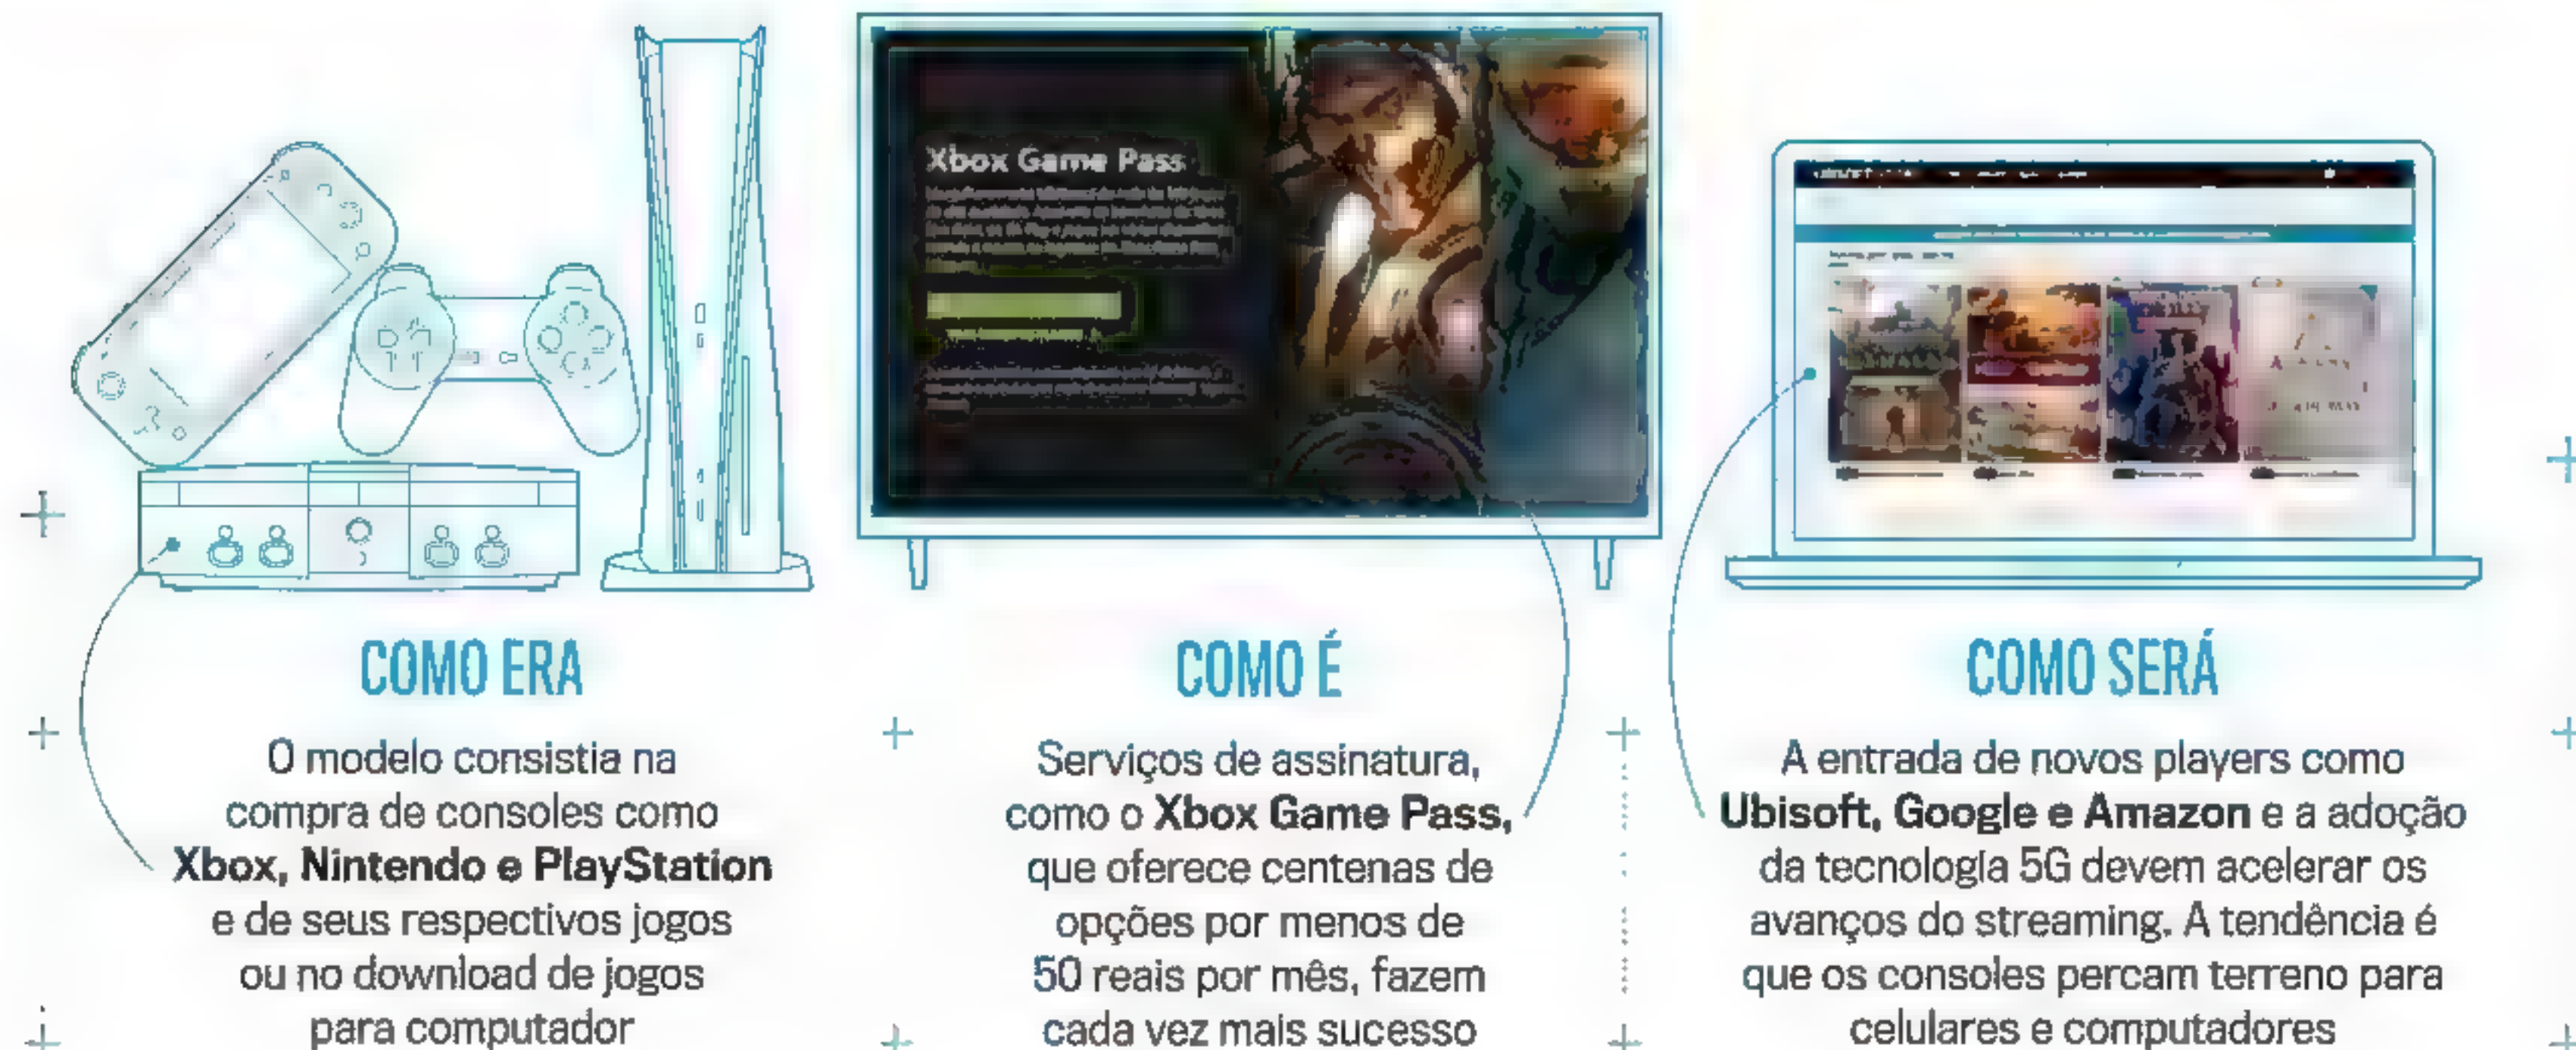 Xbox Game Pass
COMO ERA
O modelo consistia na
compra de consoles como
Xbox, Nintendo e PlayStation
e de seus respectivos jogos
ou no download de jogos
para computador
COMO É
Serviços de assinatura,
como o Xbox Game Pass,
que oferece centenas de
opções por menos de
50 reais por mês, fazem
cada vez mais sucesso
COMO SERÁ
A entrada de novos players como
Ubisoft, Google e Amazon e a adoção
da tecnologia 5G devem acelerar os
avanços do streaming. A tendência é
que os consoles percam terreno para
celulares e computadores